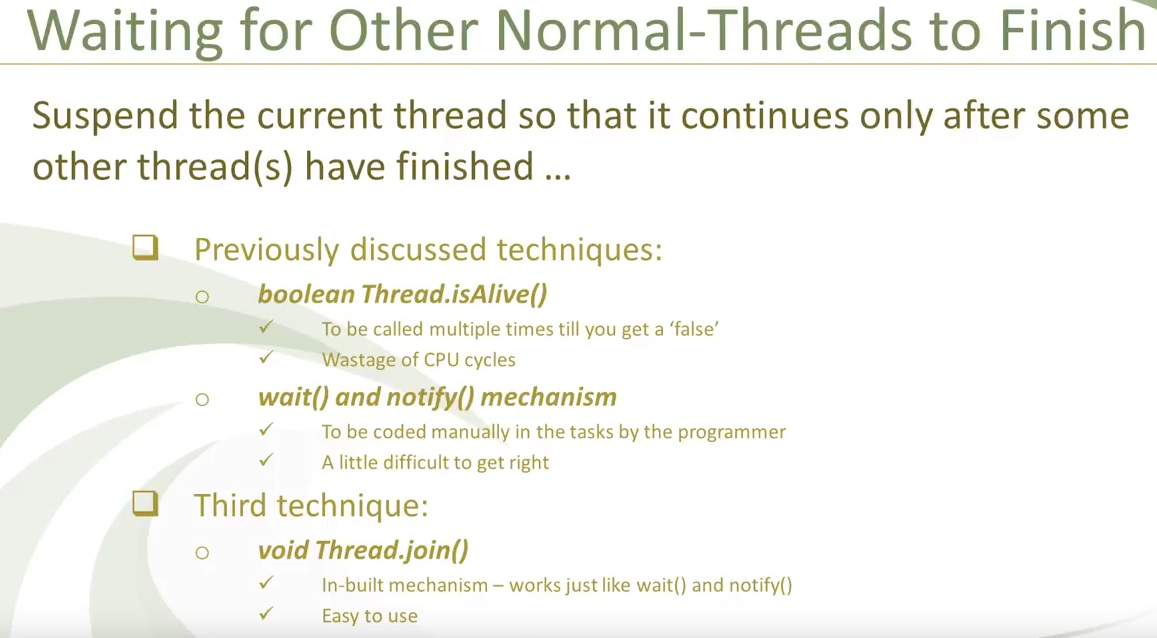 Waiting for Other Normal-Threads to Finish
Suspend the current thread so that it continues only after some
other thread(s) have finished ...
Previously discussed techniques:
boolean Thread.isAlive()
To be called multiple times till you get a ‘false’
Wastage of CPU cycles
wait() and notify() mechanism
To be coded manually in the tasks by the programmer
A little difficult to get right
Third technique:
void Thread.join()
In-built mechanism – works just like wait() and notify()
Easy to use